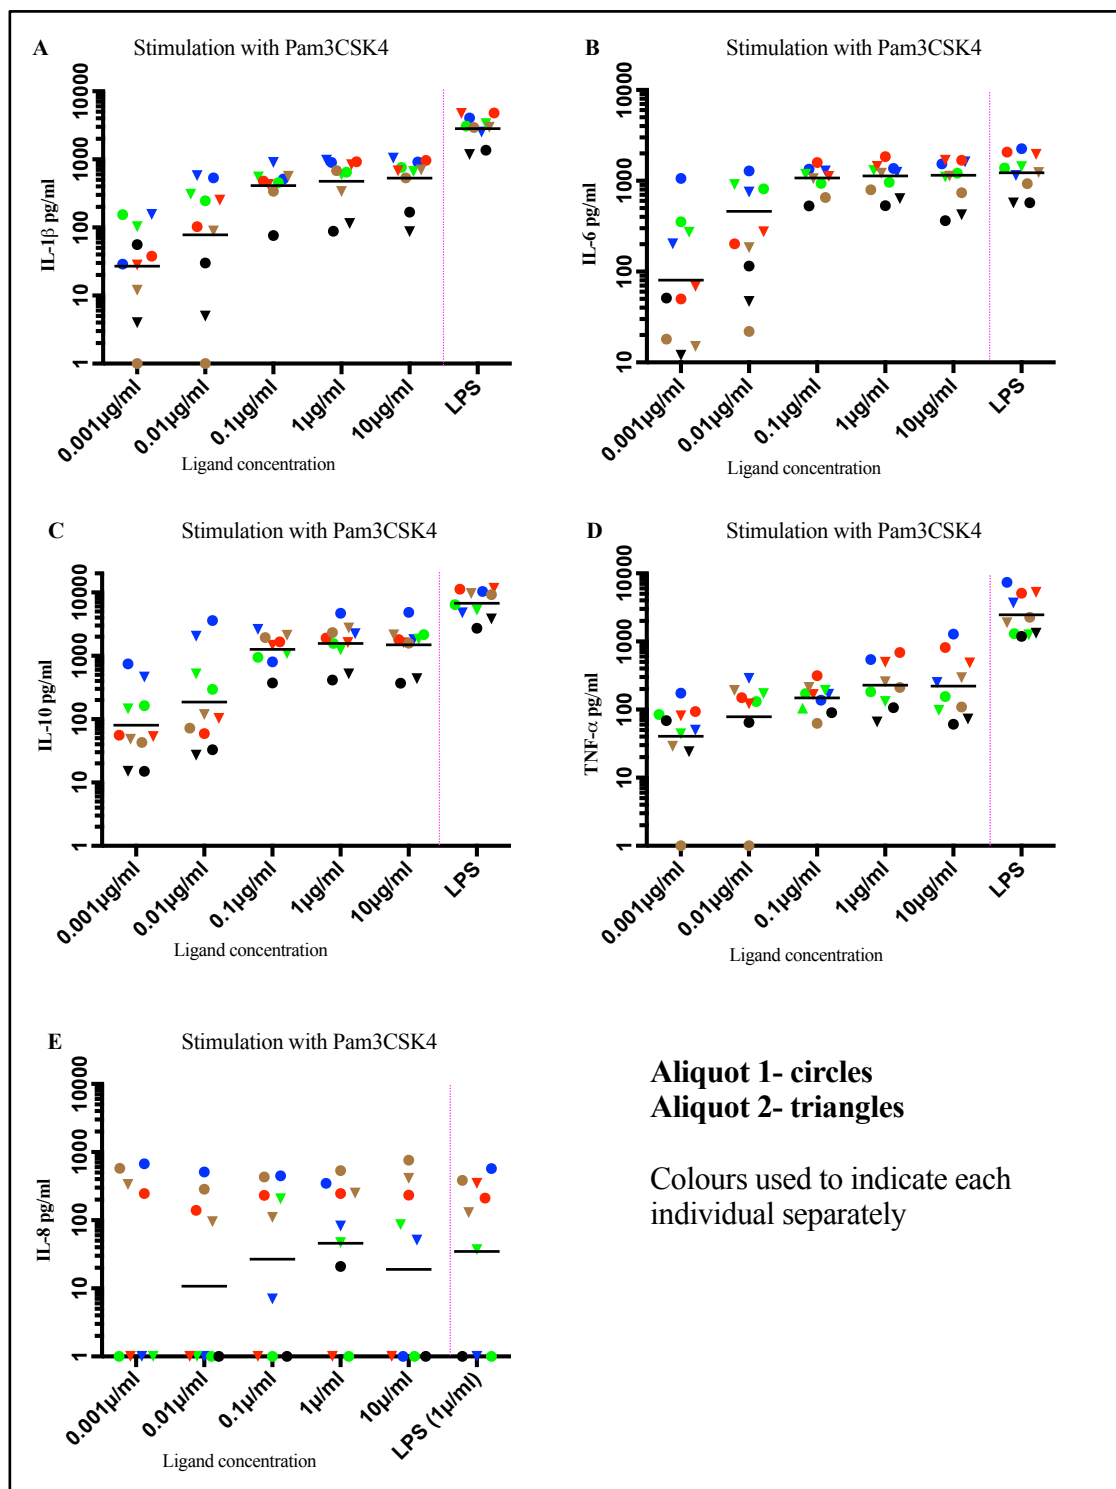 A Stimulation with Pam3CSK4
IL-1β pg/ml
10000
1000
100
10
1
0.001µg/ml
0.01µg/ml
0.1µg/ml
1µg/ml
10µg/ml
LPS
Ligand concentration
B Stimulation with Pam3CSK4
IL-6 pg/ml
10000
1000
100
10
0.001µg/ml
0.01µg/ml
0.1µg/ml
1µg/ml
10µg/ml
LPS
Ligand concentration
C Stimulation with Pam3CSK4
IL-10 pg/ml
10000
1000
100
10
1
0.001µg/ml
0.01µg/ml
0.1µg/ml
1µg/ml
10µg/ml
LPS
Ligand concentration
D Stimulation with Pam3CSK4
TNF-α pg/ml
10000
1000
100
10
1
0.001µg/ml
0.01µg/ml
0.1µg/ml
1µg/ml
10µg/ml
LPS
Ligand concentration
E Stimulation with Pam3CSK4
IL-8 pg/ml
10000
1000
100
10
1
0.001µ/ml
0.01µ/ml
0.1µ/ml
1µ/ml
10µ/ml
LPS (1µ/ml)
Ligand concentration
Aliquot 1- circles
Aliquot 2- triangles
Colours used to indicate each
individual separately